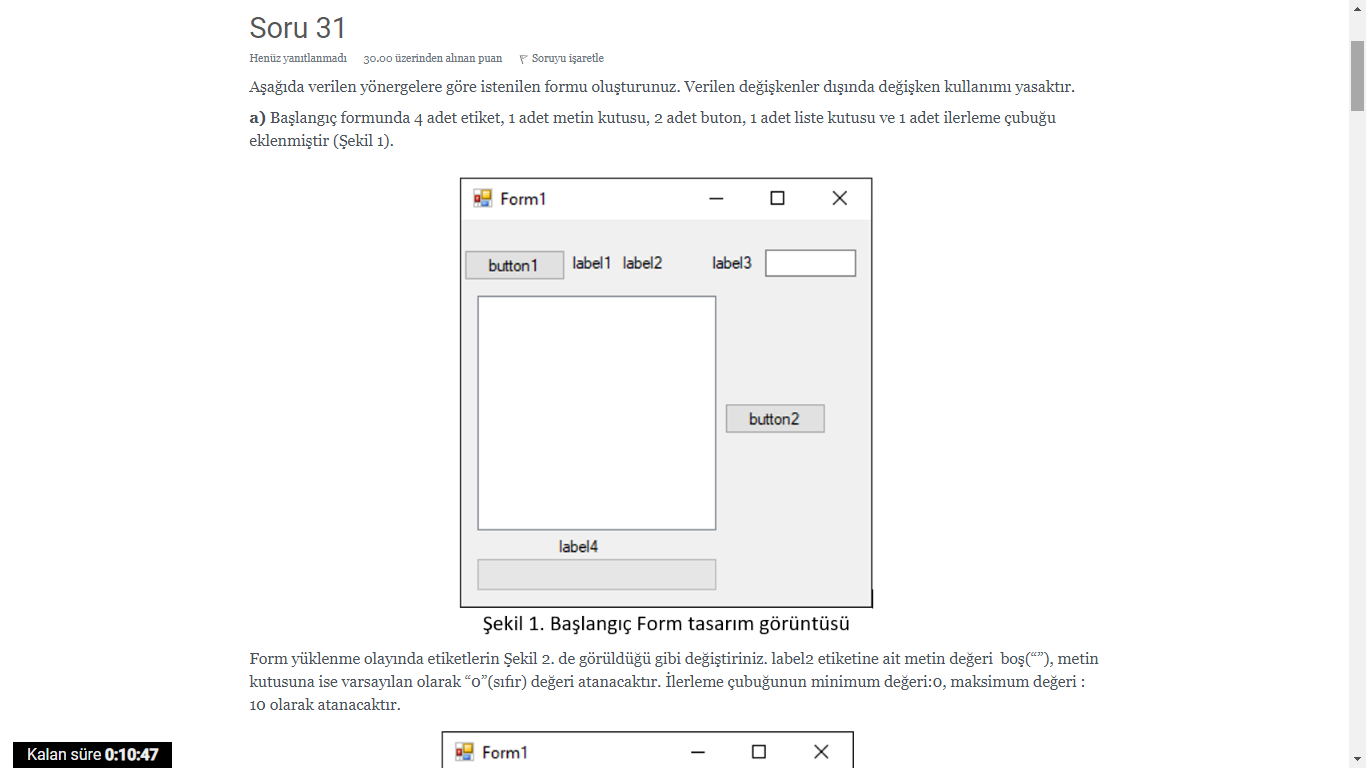 Soru 31
Henüz yanıtlanmadı 30.00 üzerinden alınan puan Soruyu işaretle
Aşağıda verilen yönergelere göre istenilen formu oluşturunuz. Verilen değişkenler dışında değişken kullanımı yasaktır.
a) Başlangıç formunda 4 adet etiket, 1 adet metin kutusu, 2 adet buton, 1 adet liste kutusu ve 1 adet ilerleme çubuğu
eklenmiştir (Şekil 1).
Form1
button1 label1 label2 label3
button2
label4
Şekil 1. Başlangıç Form tasarım görüntüsü
Form yüklenme olayında etiketlerin Şekil 2. de görüldüğü gibi değiştiriniz. label2 etiketine ait metin değeri boş(“”), metin
kutusuna ise varsayılan olarak “0”(sıfır) değeri atanacaktır. İlerleme çubuğunun minimum değeri:0, maksimum değeri :
10 olarak atanacaktır.
Form1
Kalan süre 0:10:47